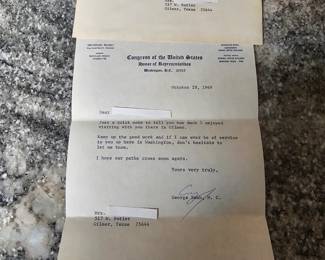 Mrs.
517 W. Butler
Gilmer, Texas 75644
Congress of the United States
House of Representatives
Washington, D.C. 20515
October 28, 1969
Dear
Just a quick note to tell you how much I enjoyed
visiting with you there in Gilmer.
Keep up the good work and if I can ever be of service
to you up here in Washington, don't hesitate to
let me know.
I hope our paths cross soon again.
Yours very truly,
George Bush, M. C.
Mrs.
517 W. Butler
Gilmer, Texas 75644